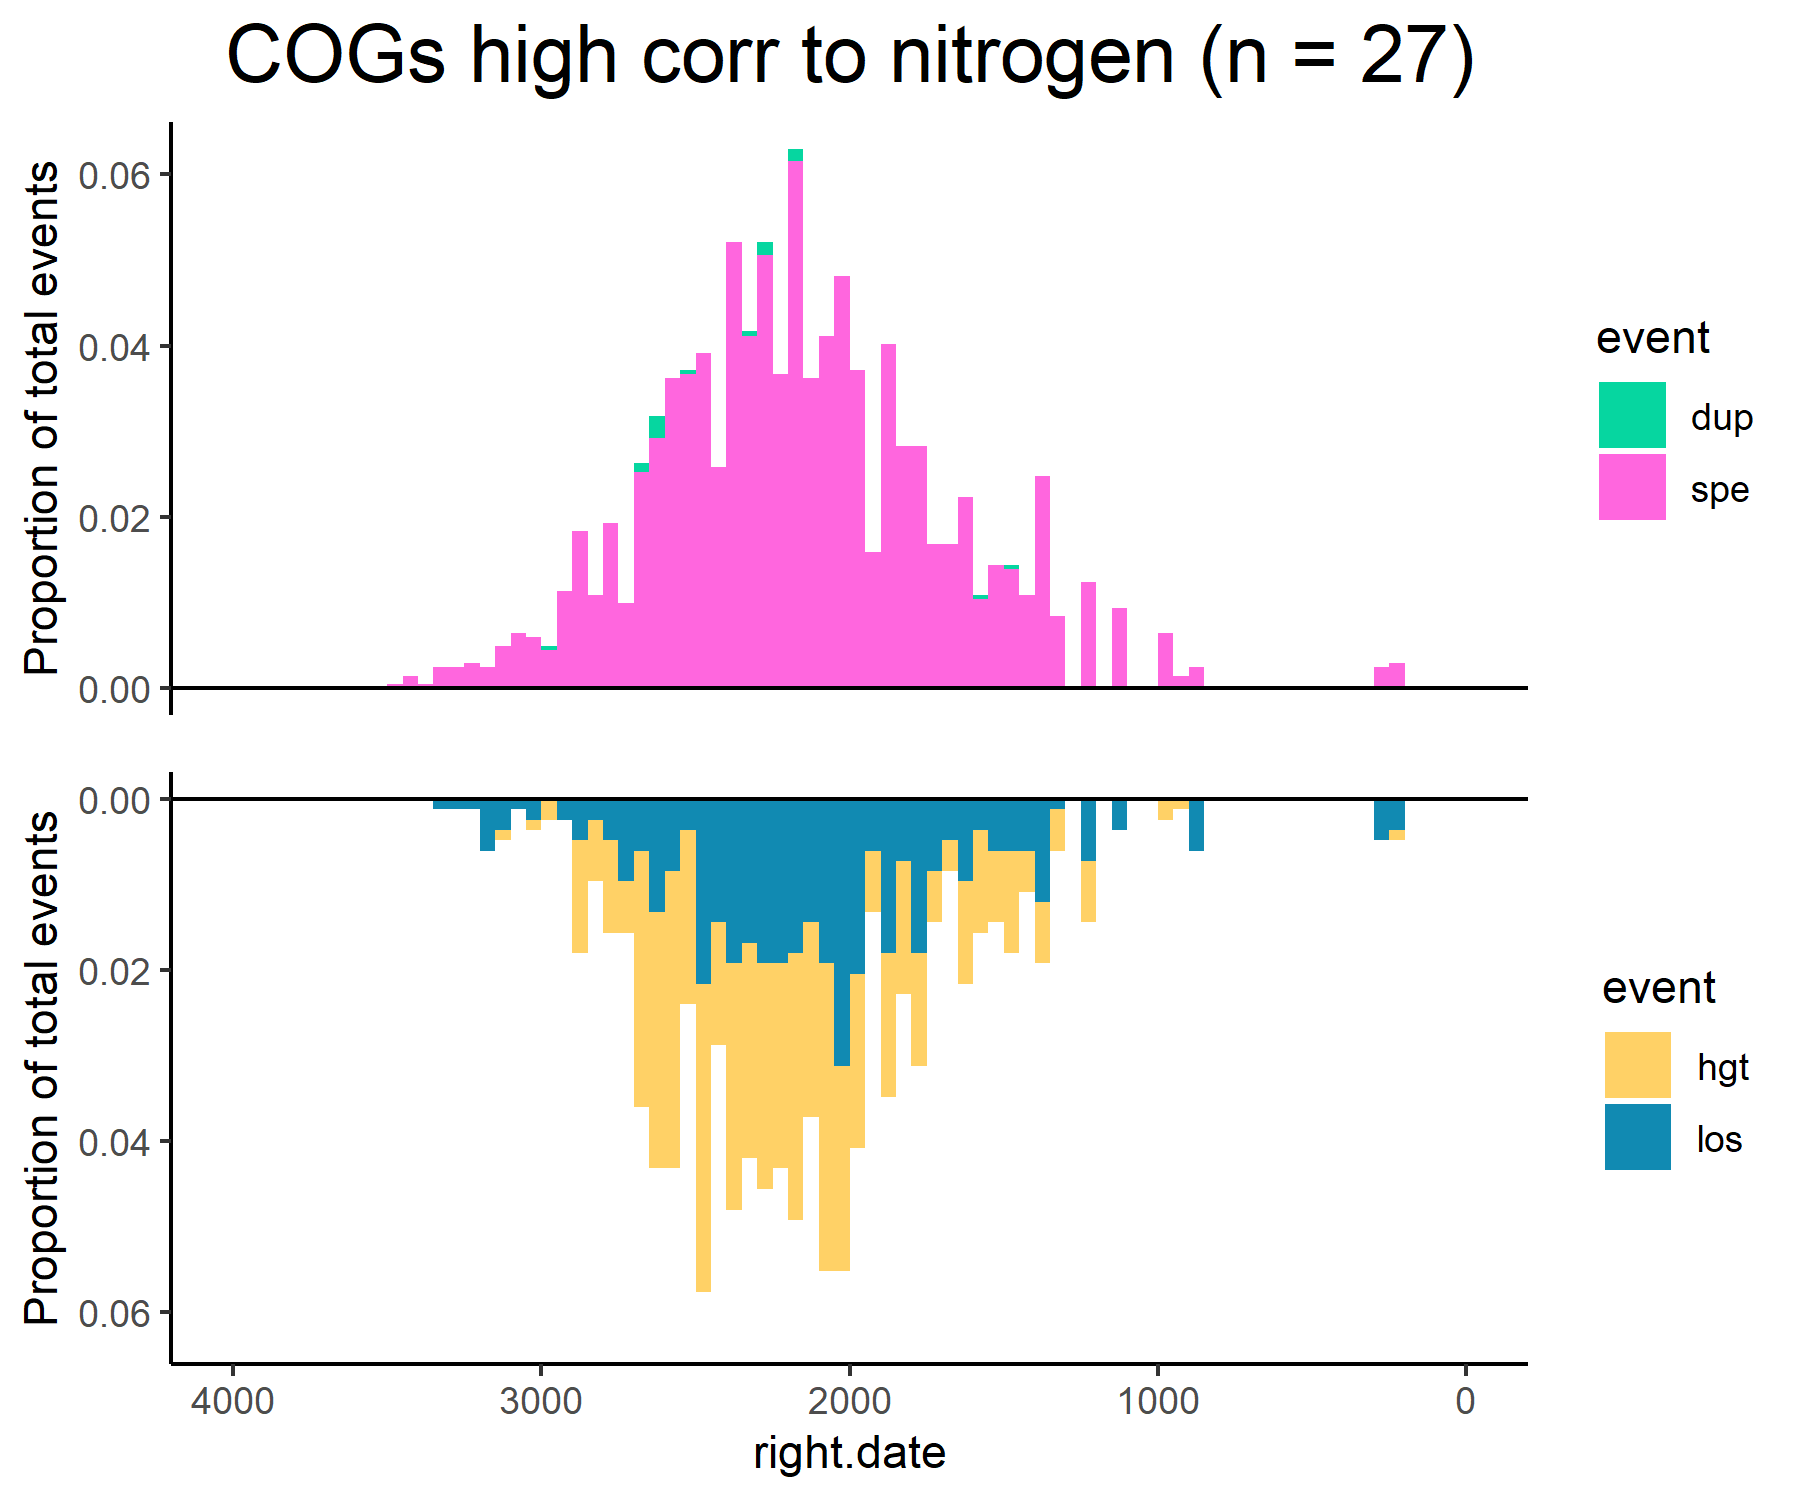 COGs high corr to nitrogen (n = 27)
Proportion of total events
0.06
0.04
0.02
0.00
event
dup
spe
Proportion of total events
0.00
0.02
0.04
0.06
event
hgt
los
4000 3000 2000 1000 0
right.date